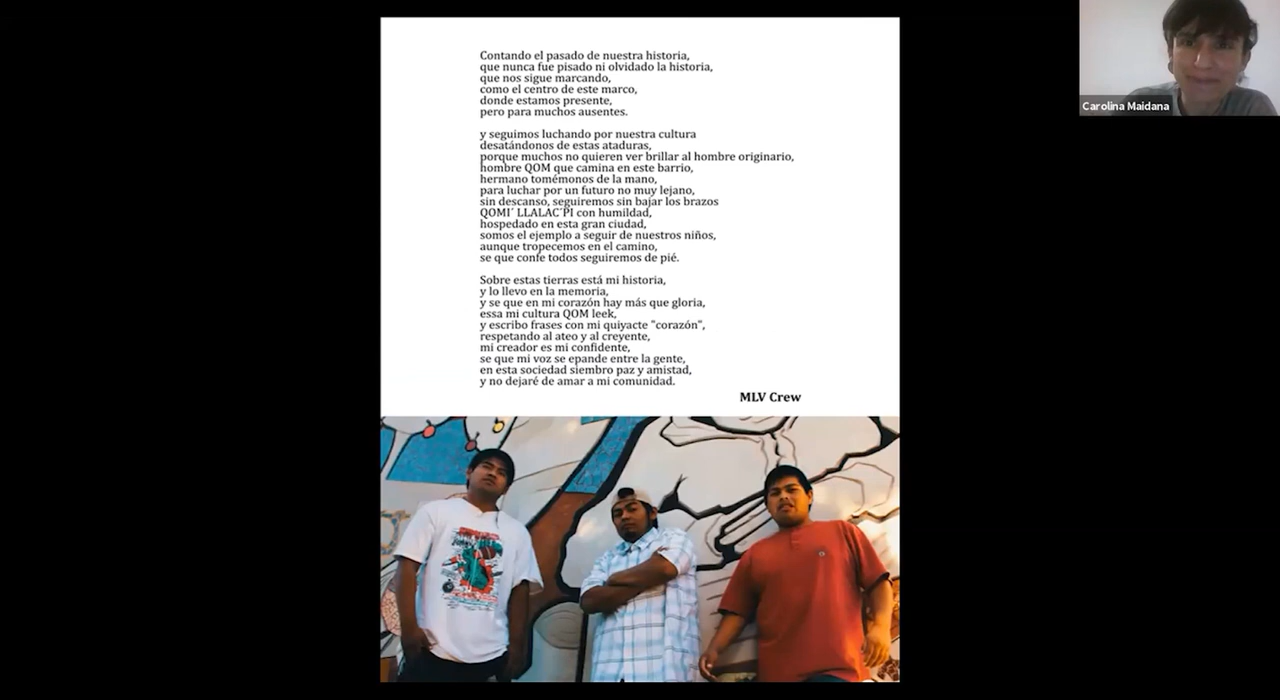 Contando el pasado de nuestra historia,
que nunca fue pisado ni olvidado la historia,
que nos sigue marcando,
como el centro de este marco,
donde estamos presente,
pero para muchos ausentes.
y seguimos luchando por nuestra cultura
desatándonos de estas ataduras,
porque muchos no quieren ver brillar al hombre originario,
hombre QOM que camina en este barrio,
hermano tomémonos de la mano,
para luchar por un futuro no muy lejano,
sin descanso, seguiremos sin bajar los brazos
QOMI´ LLALAC´PI con humildad,
hospedado en esta gran ciudad,
somos el ejemplo a seguir de nuestros niños,
aunque tropecemos en el camino,
se que confe todos seguiremos de pié.
Sobre estas tierras está mi historia,
y lo llevo en la memoria,
y se que en mi corazón hay más que gloria,
essa mi cultura QOM leek,
y escribo frases con mi quiyacte "corazón",
respetando al ateo y al creyente,
mi creador es mi confidente,
se que mi voz se epande entre la gente,
en esta sociedad siembro paz y amistad,
y no dejaré de amar a mi comunidad.
MLV Crew
Carolina Maidana